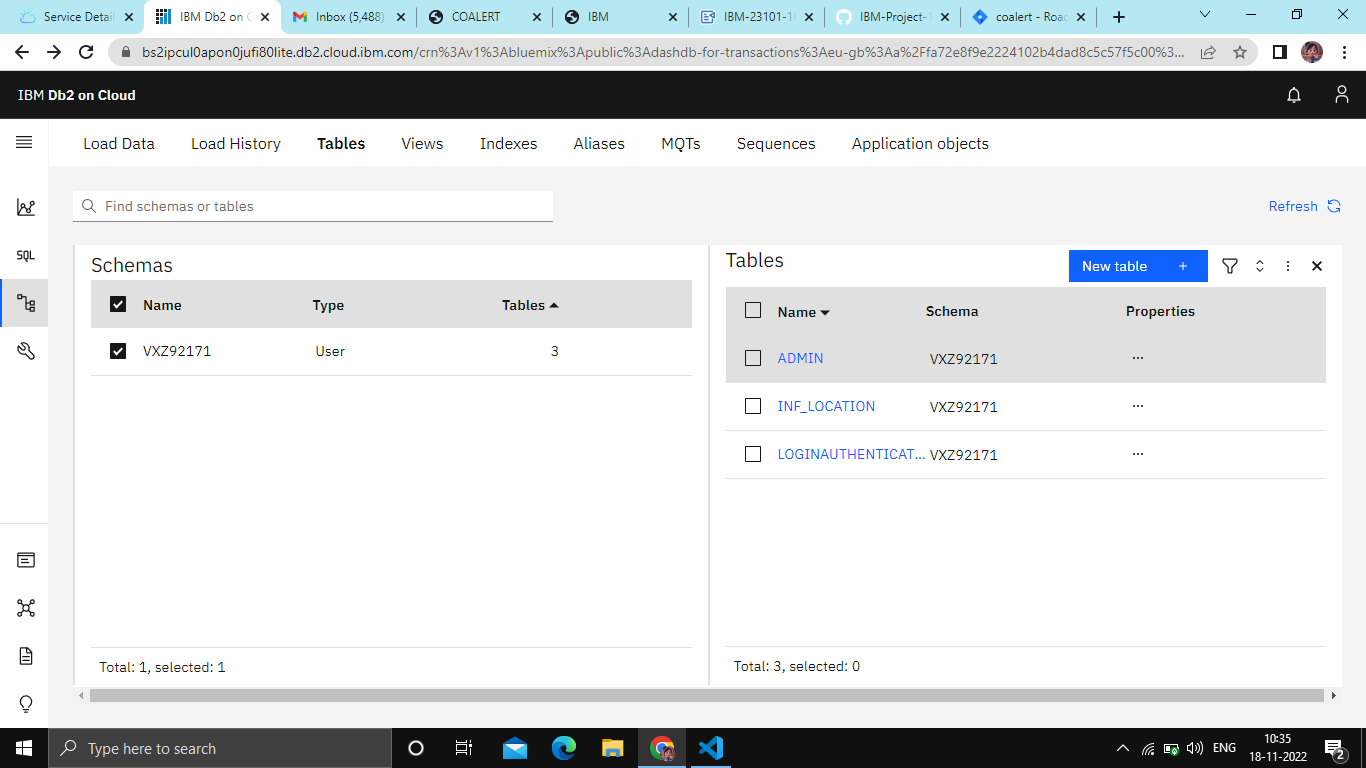 Service Detail
IBM Db2 on C
Inbox (5,488)
COALERT
IBM
IBM-23101-16
IBM-Project-1
coalert - Road
bs2ipcul0apon0jufi80lite.db2.cloud.ibm.com/crn%3Av1%3Abluemix%3Apublic%3Adashdb-for-transactions%3Aeu-gb%3Aa%2Ffa72e8f9e2224102b4dad8c5c57f5c00%3...
IBM Db2 on Cloud
Load Data
Load History
Tables
Views
Indexes
Aliases
MQTs
Sequences
Application objects
Find schemas or tables
Refresh
SQL
Schemas
Name Type Tables
VXZ92171 User 3
Total: 1, selected: 1
Tables
New table +
Name Schema Properties
ADMIN VXZ92171 ...
INF_LOCATION VXZ92171 ...
LOGINAUTHENTICAT... VXZ92171 ...
Total: 3, selected: 0
Type here to search
ENG
10:35
18-11-2022
2